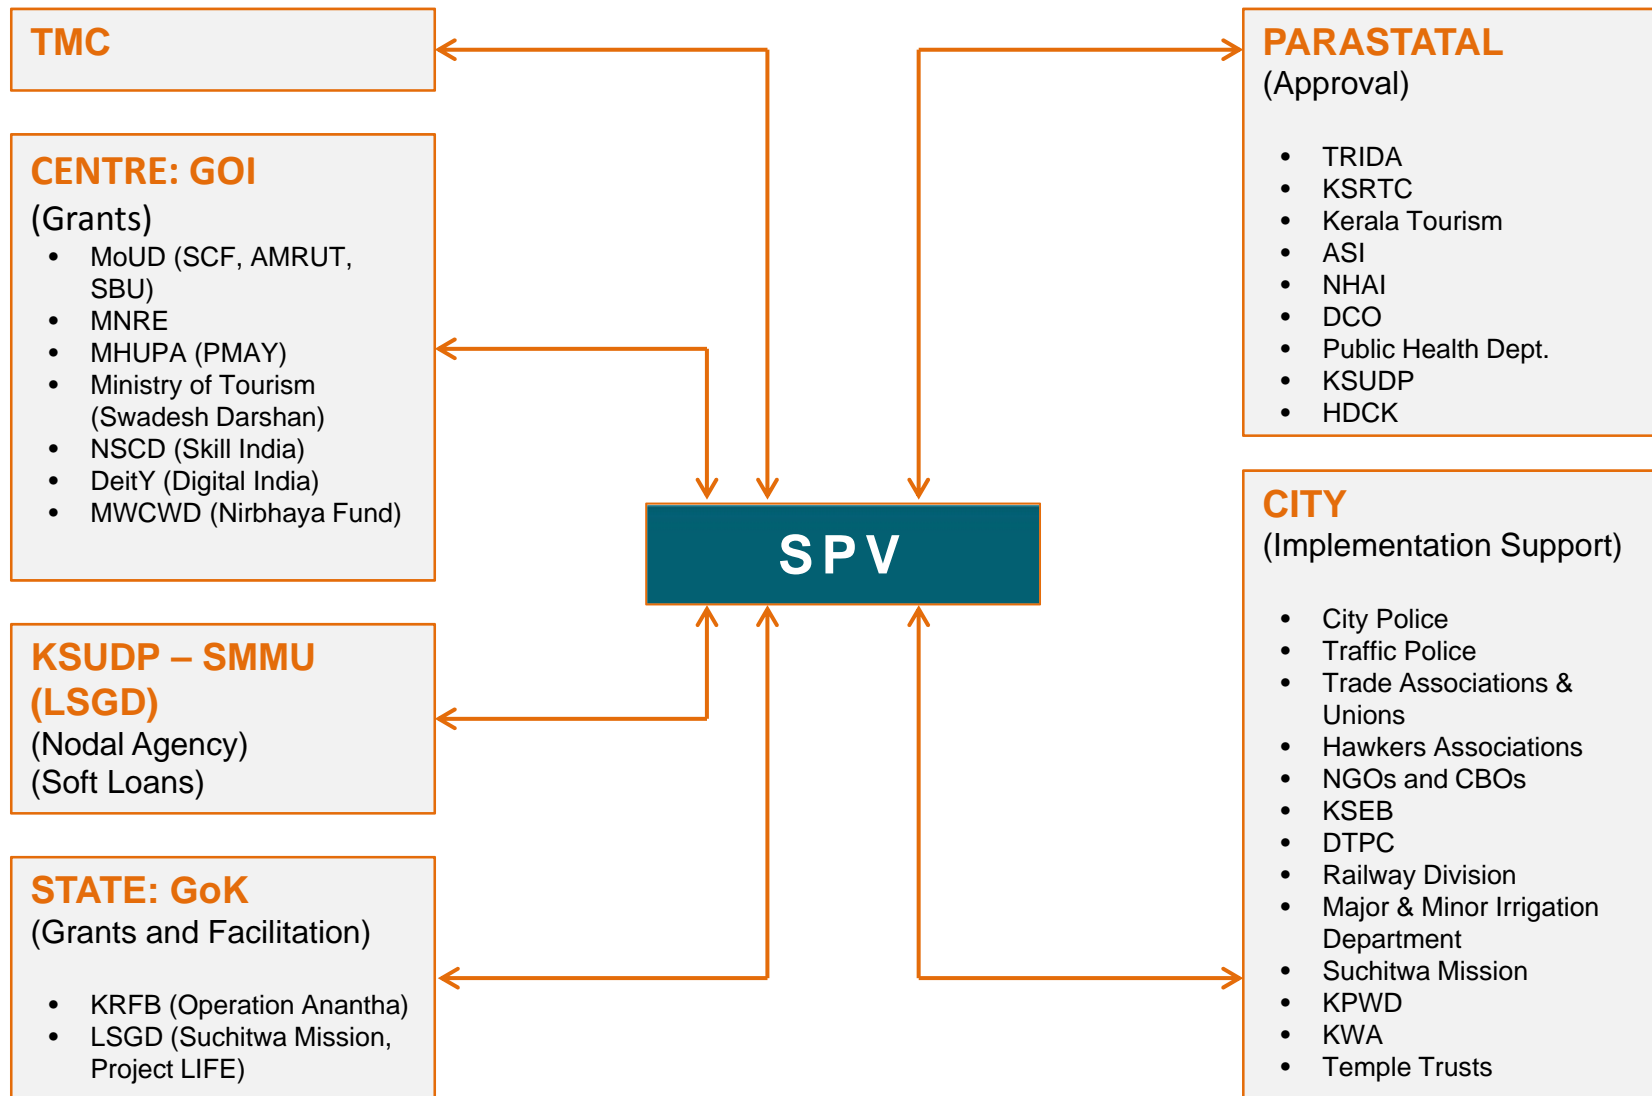 TMC
CENTRE: GOI
(Grants)
• MoUD (SCF, AMRUT,
SBU)
• MNRE
• MHUPA (PMAY)
• Ministry of Tourism
(Swadesh Darshan)
• NSCD (Skill India)
• DeitY (Digital India)
• MWCWD (Nirbhaya Fund)
KSUDP – SMMU
(LSGD)
(Nodal Agency)
(Soft Loans)
STATE: GoK
(Grants and Facilitation)
• KRFB (Operation Anantha)
• LSGD (Suchitwa Mission,
Project LIFE)
SPV
PARASTATAL
(Approval)
• TRIDA
• KSRTC
• Kerala Tourism
• ASI
• NHAI
• DCO
• Public Health Dept.
• KSUDP
• HDCK
CITY
(Implementation Support)
• City Police
• Traffic Police
• Trade Associations &
Unions
• Hawkers Associations
• NGOs and CBOs
• KSEB
• DTPC
• Railway Division
• Major & Minor Irrigation
Department
• Suchitwa Mission
• KPWD
• KWA
• Temple Trusts